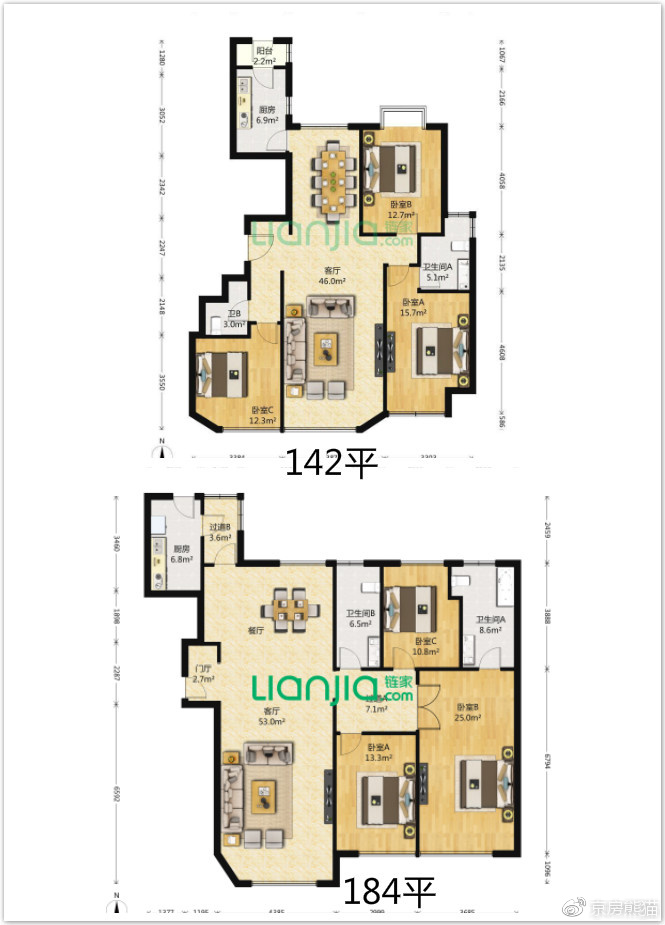 阳台
2.2m²
1280
1067
厨房
6.9m²
3052
2166
卧室B
12.7m²
4058
2342
Lianjia 链家 .com
2247
客厅
46.0m²
卫生间A
5.1m²
2135
卫B
3.0m²
2148
卧室A
15.7m²
4608
卧室C
12.3m²
3550
586
N
3384
3303
142平
过道B
3.6m²
厨房
6.8m²
3460
2459
餐厅
卫生间B
6.5m²
卧室C
10.8m²
卫生间A
8.6m²
1898
3888
门厅
2.7m²
2287
Lianjia 链家 .com
客厅
53.0m²
7.1m²
卧室B
25.0m²
卧室A
13.3m²
6592
6794
1096
N
184平
1377
1195
4385
2999
3685
京房熊猫